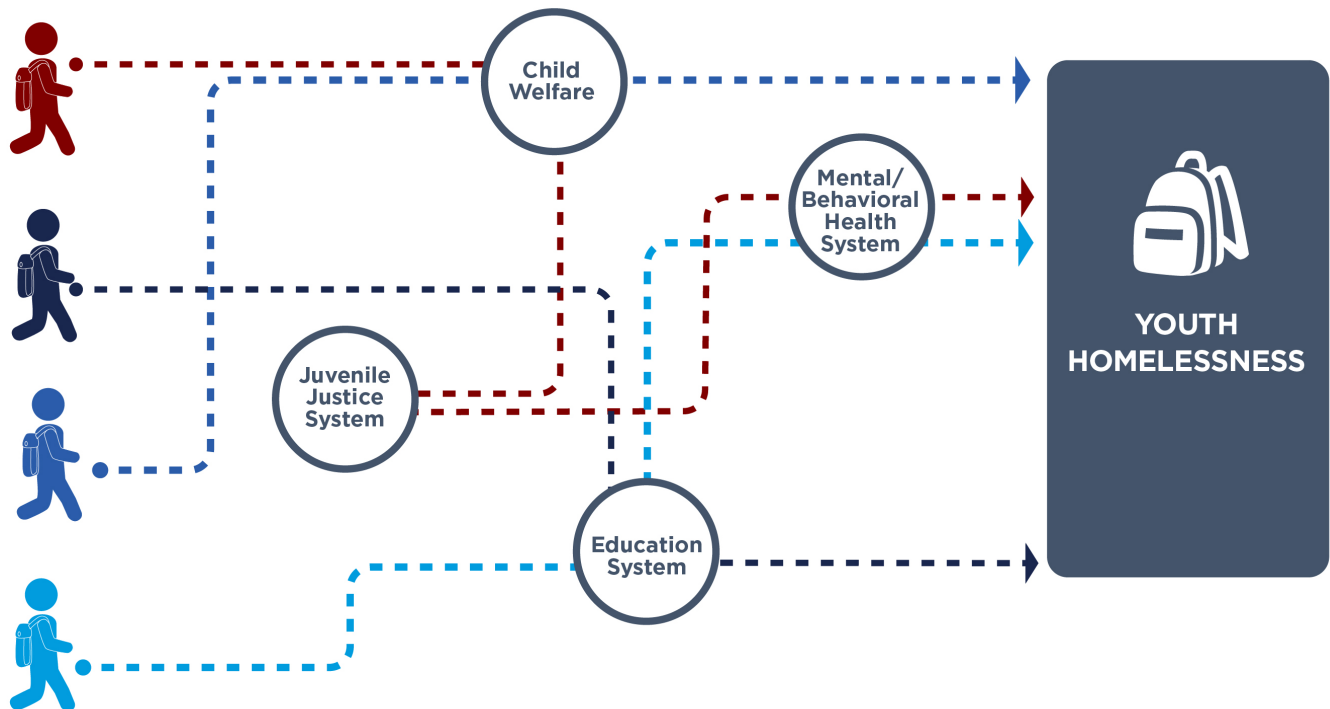 Child
Welfare
Mental/
Behavioral
Health
System
Juvenile
Justice
System
Education
System
YOUTH
HOMELESSNESS